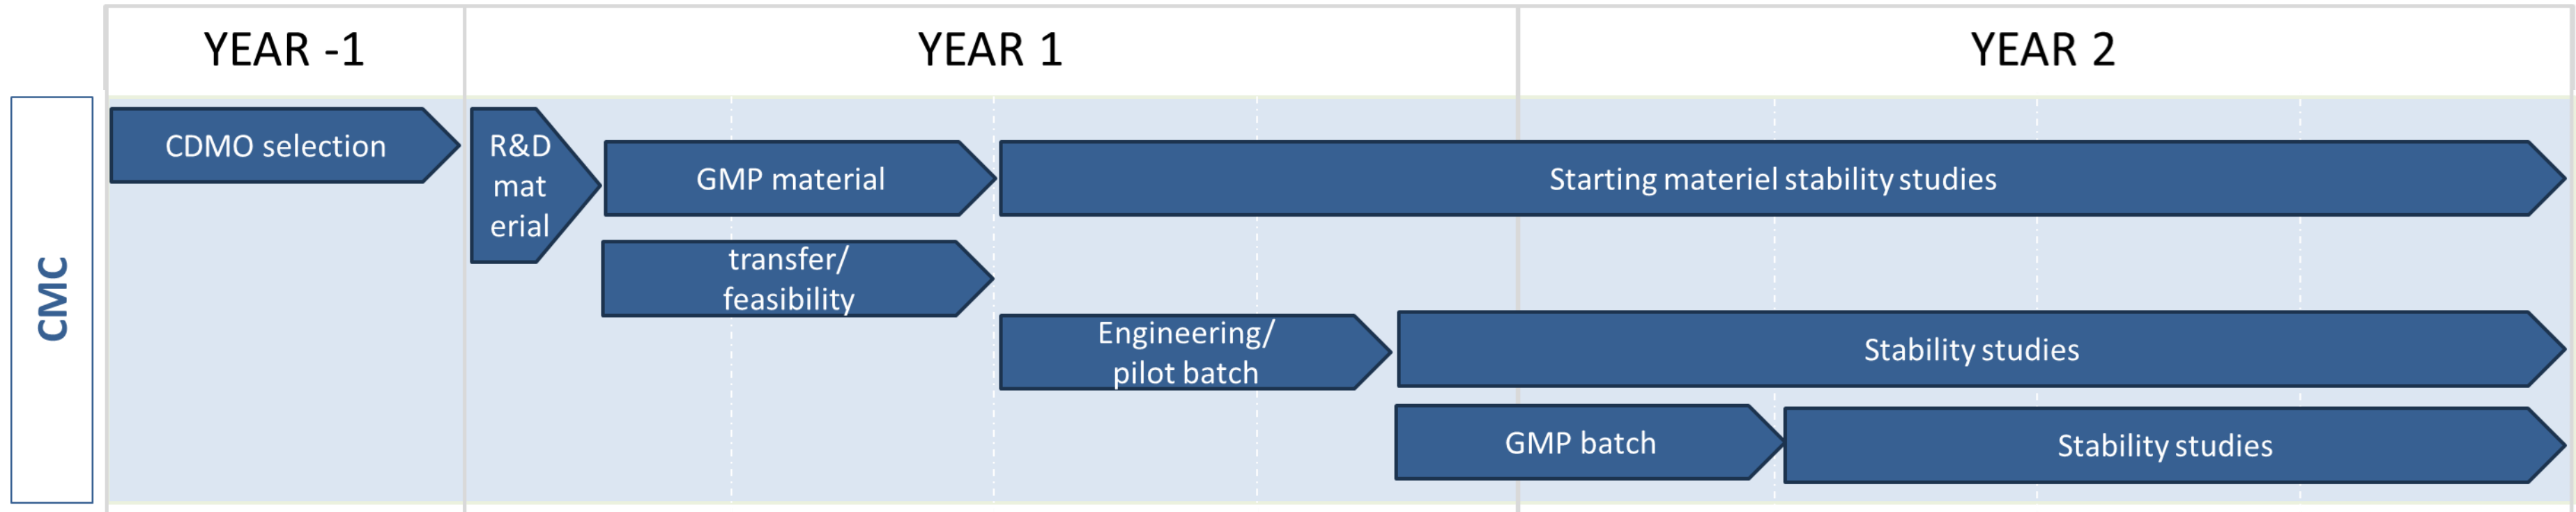 YEAR -1
YEAR 1
YEAR 2
CMC
CDMO selection
R&D
mat
erial
GMP material
Starting materiel stability studies
transfer/
feasibility
Engineering/
pilot batch
Stability studies
GMP batch
Stability studies